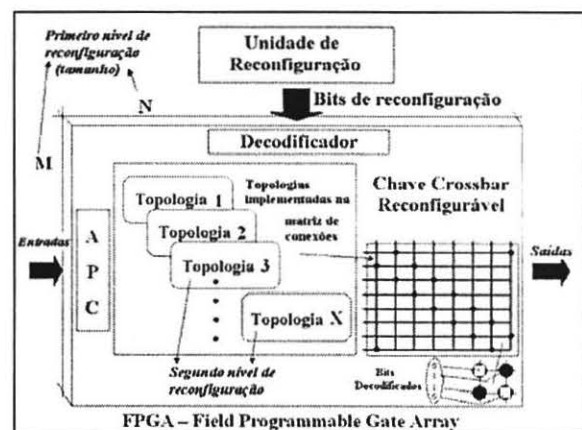 Primeiro nível de
reconfiguração
(tamanho)
Unidade de
Reconfiguração
Bits de reconfiguração
N
M
Decodificador
Topologia 1
Topologia 2
Topologia 3
Topologia X
Topologias
implementadas na
matriz de
conexões
Chave Crossbar
Reconfigurável
Entradas
A
P
C
Saídas
Segundo nível de
reconfiguração
Bits
Decodificados
FPGA – Field Programmable Gate Array